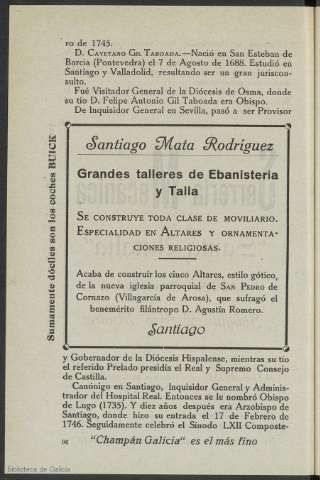 ro de 1745.
D. CAYETANO GIL TABOADA.—Nació en San Esteban de
Barcia (Pontevedra) el 7 de Agosto de 1688. Estudió en
Santiago y Valladolid, resultando ser un gran juriscon-
sulto.
Fué Visitador General de la Diócesis de Osma, donde
su tío D. Felipe Antonio Gil Taboada era Obispo.
De Inquisidor General en Sevilla, pasó a ser Provisor
Sumamente dóciles son los coches BUICK
Santiago Mata Rodríguez
Grandes talleres de Ebanistería
y Talla
SE CONSTRUYE TODA CLASE DE MOVILIARIO.
ESPECIALIDAD EN ALTARES Y ORNAMENTA-
CIONES RELIGIOSAS.
Acaba de construir los cinco Altares, estilo gótico,
de la nueva iglesia parroquial de SAN PEDRO de
Cornazo (Villagarcía de Arosa), que sufragó el
benemérito filántropo D. Agustín Romero.
Santiago
y Gobernador de la Diócesis Hispalense, mientras su tío
el referido Prelado presidía el Real y Supremo Consejo
de Castilla.
Canónigo en Santiago, Inquisidor General y Adminis-
trador del Hospital Real. Entonces se le nombró Obispo
de Lugo (1735). Y diez años después era Arzobispo de
Santiago, donde hizo su entrada el 17 de Febrero de
1746. Seguidamente celebró el Sínodo LXII Composte-
"Champán Galicia" es el más fino
Biblioteca de Galicia